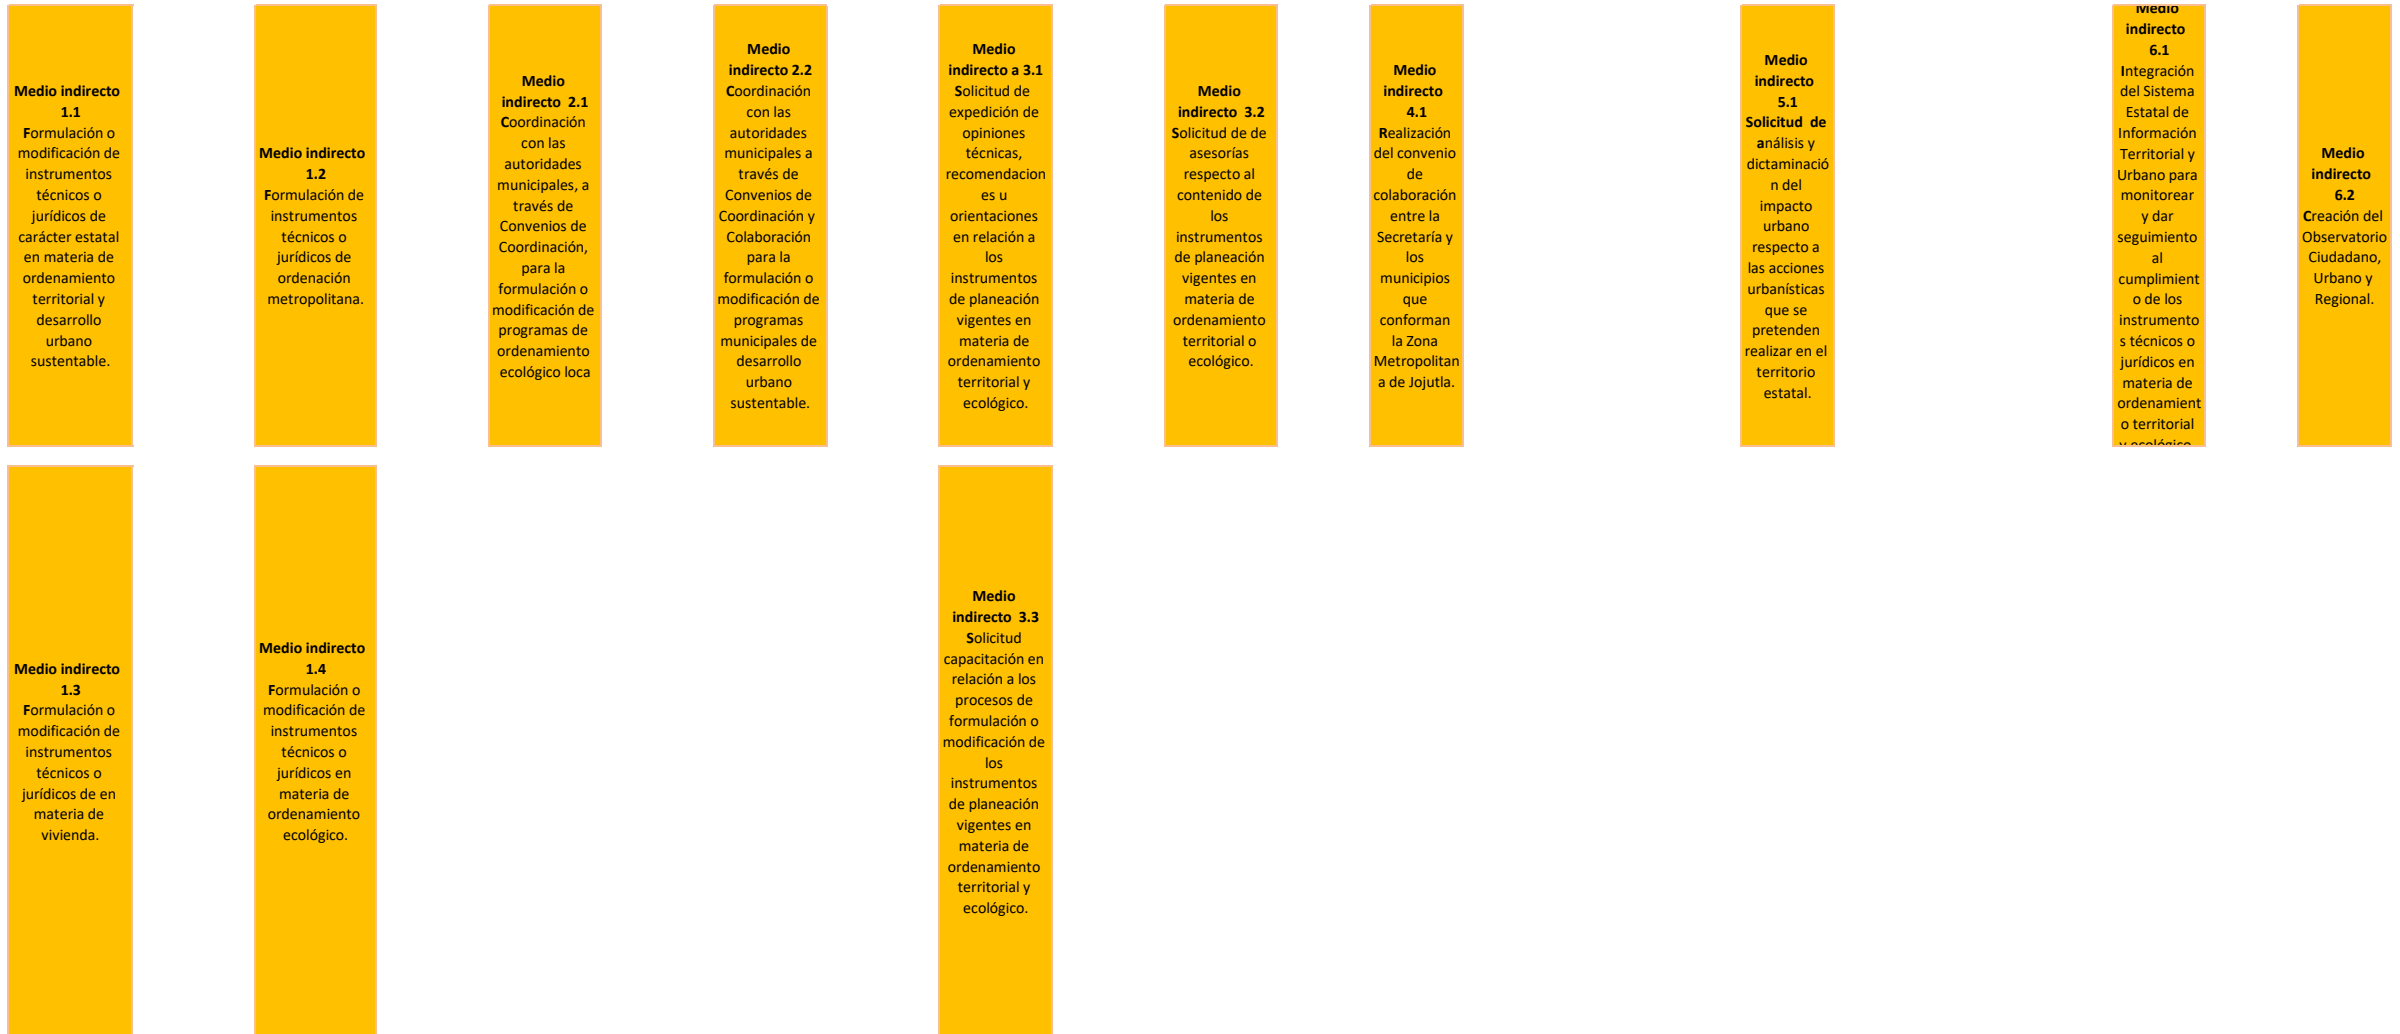 Medio indirecto
1.1
Formulación o
modificación de
instrumentos
técnicos o
jurídicos de
carácter estatal
en materia de
ordenamiento
territorial y
desarrollo
urbano
sustentable.
Medio indirecto
1.2
Formulación de
instrumentos
técnicos o
jurídicos de
ordenación
metropolitana.
Medio
indirecto 2.1
Coordinación
con las
autoridades
municipales, a
través de
Convenios de
Coordinación,
para la
formulación o
modificación de
programas de
ordenamiento
ecológico loca
Medio
indirecto 2.2
Coordinación
con las
autoridades
municipales a
través de
Convenios de
Coordinación y
Colaboración
para la
formulación o
modificación de
programas
municipales de
desarrollo
urbano
sustentable.
Medio
indirecto a 3.1
Solicitud de
expedición de
opiniones
técnicas,
recomendacion
es u
orientaciones
en relación a
los
instrumentos
de planeación
vigentes en
materia de
ordenamiento
territorial y
ecológico.
Medio
indirecto 3.2
Solicitud de de
asesorías
respecto al
contenido de
los
instrumentos
de planeación
vigentes en
materia de
ordenamiento
territorial o
ecológico.
Medio
indirecto
4.1
Realización
del convenio
de
colaboración
entre la
Secretaría y
los
municipios
que
conforman
la Zona
Metropolitan
a de Jojutla.
Medio
indirecto
5.1
Solicitud de
análisis y
dictaminació
n del
impacto
urbano
respecto a
las acciones
urbanísticas
que se
pretenden
realizar en el
territorio
estatal.
Medio
indirecto
6.1
Integración
del Sistema
Estatal de
Información
Territorial y
Urbano para
monitorear
y dar
seguimiento
al
cumplimient
o de los
instrumento
s técnicos o
jurídicos en
materia de
ordenamient
o territorial
y ecológico.
Medio
indirecto
6.2
Creación del
Observatorio
Ciudadano,
Urbano y
Regional.
Medio indirecto
1.3
Formulación o
modificación de
instrumentos
técnicos o
jurídicos de en
materia de
vivienda.
Medio indirecto
1.4
Formulación o
modificación de
instrumentos
técnicos o
jurídicos en
materia de
ordenamiento
ecológico.
Medio
indirecto 3.3
Solicitud
capacitación en
relación a los
procesos de
formulación o
modificación de
los
instrumentos
de planeación
vigentes en
materia de
ordenamiento
territorial y
ecológico.